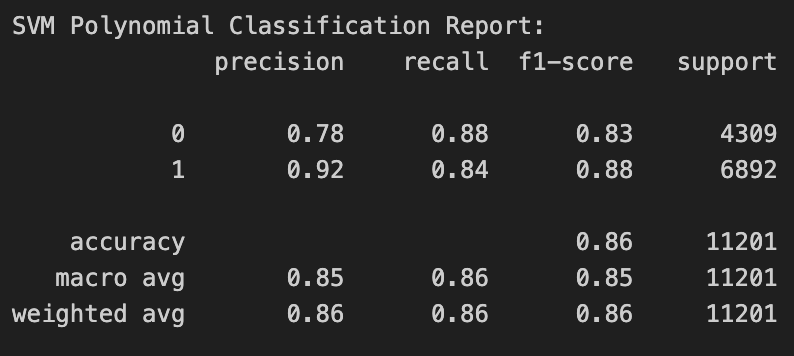 SVM Polynomial Classification Report:
precision recall f1-score support
0 0.78 0.88 0.83 4309
1 0.92 0.84 0.88 6892
accuracy 0.86 11201
macro avg 0.85 0.86 0.85 11201
weighted avg 0.86 0.86 0.86 11201